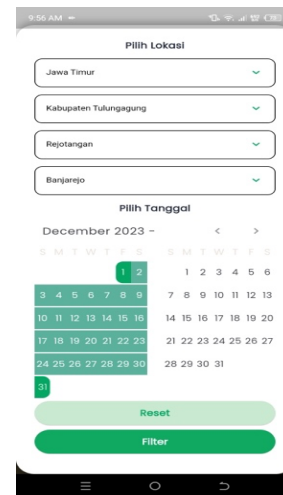 9:56 AM
Pilih Lokasi
Jawa Timur
Kabupaten Tulungagung
Rejotangan
Banjarejo
Pilih Tanggal
December 2023 - < >
S M T W T F S S M T W T F S
1 2 1 2 3 4 5 6
3 4 5 6 7 8 9 7 8 9 10 11 12 13
10 11 12 13 14 15 16 14 15 16 17 18 19 20
17 18 19 20 21 22 23 21 22 23 24 25 26 27
24 25 26 27 28 29 30 28 29 30 31
31
Reset
Filter